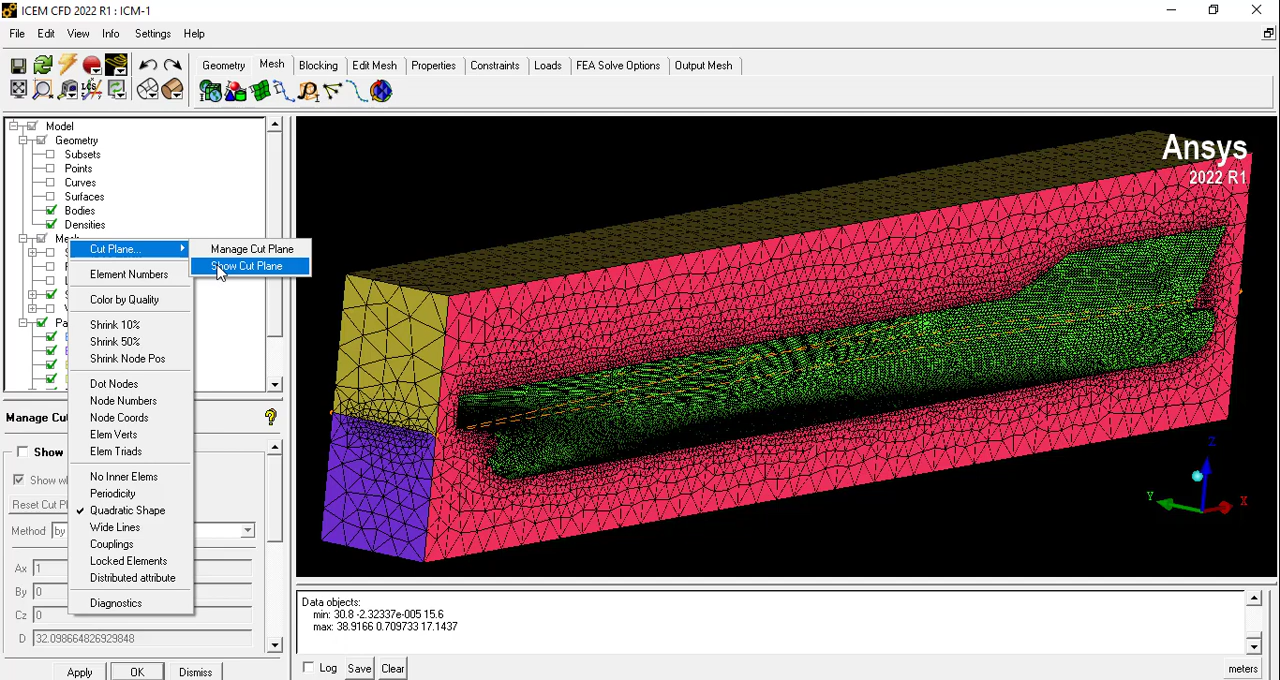 ICEM CFD 2022 R1 : ICM-1
File Edit View Info Settings Help
Geometry Mesh Blocking Edit Mesh Properties Constraints Loads FEA Solve Options Output Mesh
LCS
Model
Geometry
Subsets
Points
Curves
Surfaces
Bodies
Densities
Mesh
Cut Plane...
Manage Cut Plane
Show Cut Plane
Element Numbers
Color by Quality
Shrink 10%
Shrink 50%
Shrink Node Pos
Dot Nodes
Node Numbers
Node Coords
Elem Verts
Elem Triads
No Inner Elems
Periodicity
Quadratic Shape
Wide Lines
Couplings
Locked Elements
Distributed attribute
Diagnostics
Manage Cu
Show
Show w
Reset Cut Pl
Method by
Ax 1
By 0
Cz 0
D 32.098664826929848
Apply OK Dismiss
Ansys
2022 R1
Z
Y X
Data objects:
min: 30.8 -2.32337e-005 15.6
max: 38.9166 0.709733 17.1437
Log Save Clear
meters